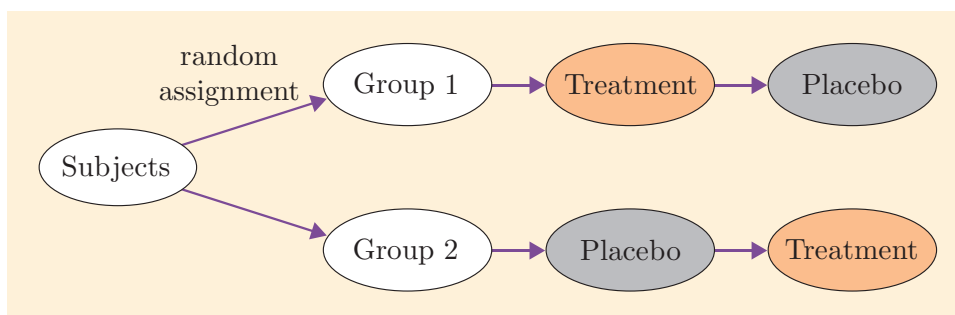 random
assignment
Group 1
Treatment
Placebo
Subjects
Group 2
Placebo
Treatment